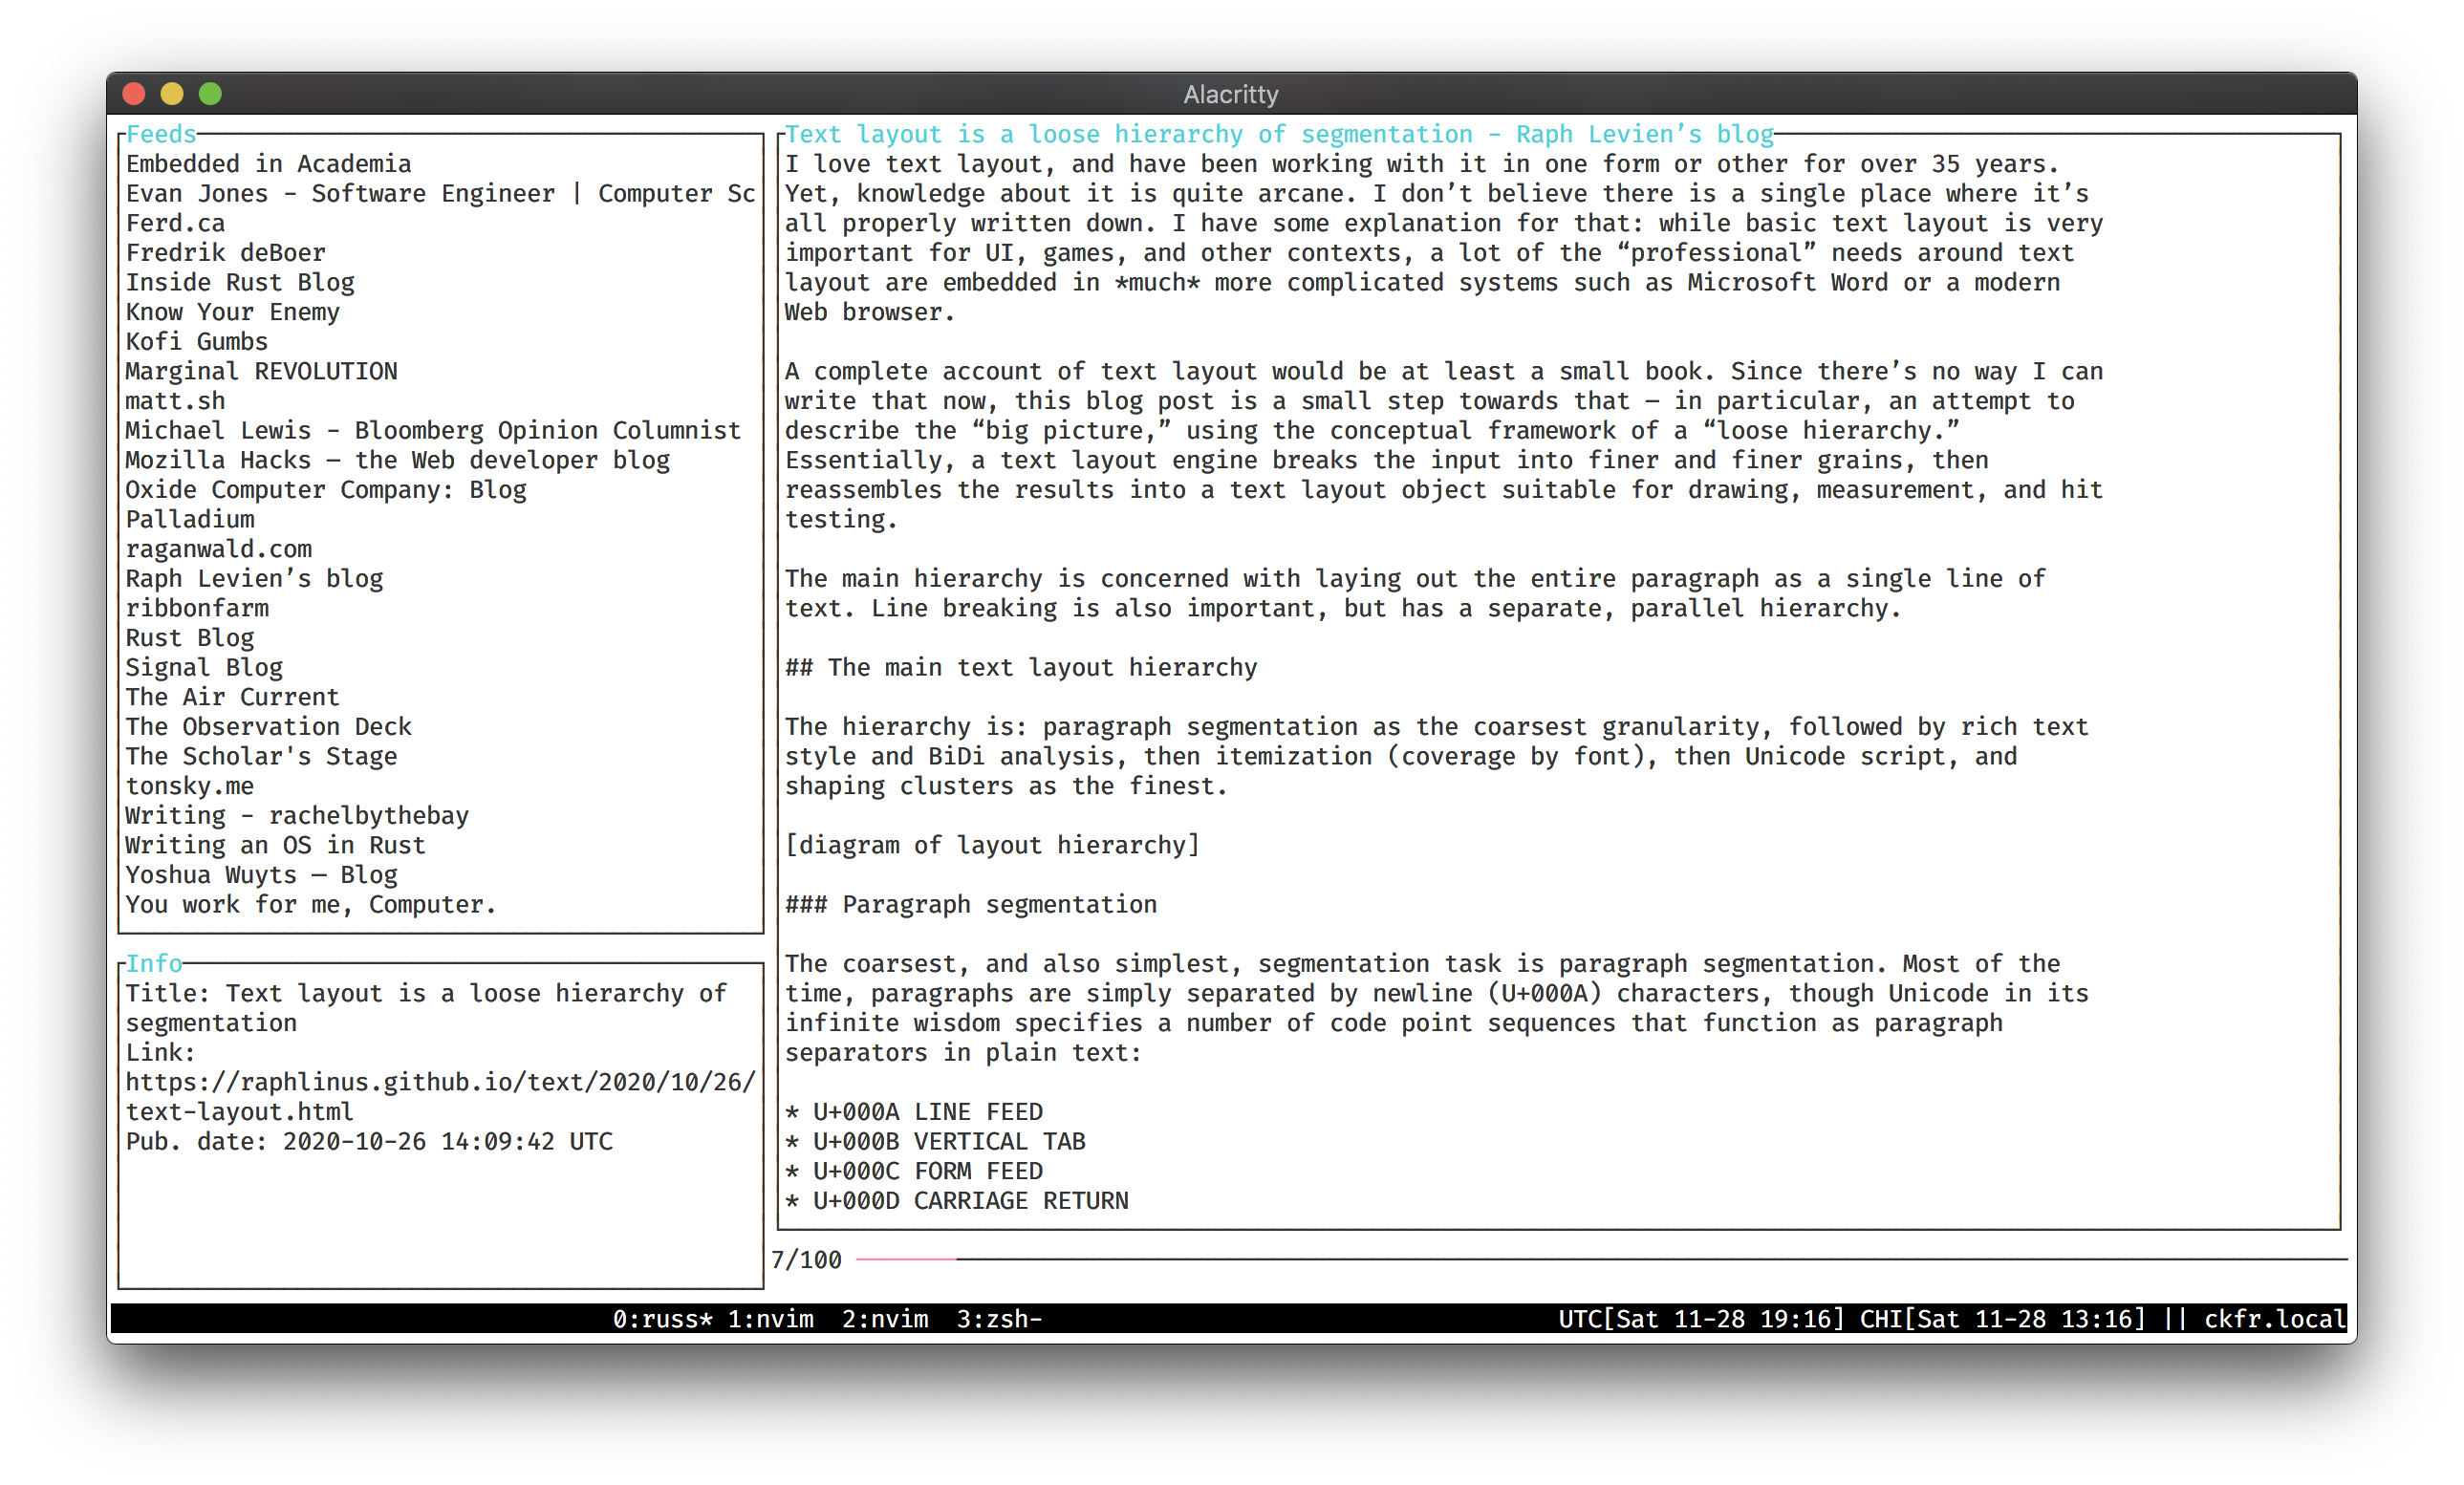 Alacritty
Feeds
Embedded in Academia
Evan Jones - Software Engineer | Computer Sc
Ferd.ca
Fredrik deBoer
Inside Rust Blog
Know Your Enemy
Kofi Gumbs
Marginal REVOLUTION
matt.sh
Michael Lewis - Bloomberg Opinion Columnist
Mozilla Hacks – the Web developer blog
Oxide Computer Company: Blog
Palladium
raganwald.com
Raph Levien’s blog
ribbonfarm
Rust Blog
Signal Blog
The Air Current
The Observation Deck
The Scholar's Stage
tonsky.me
Writing - rachelbythebay
Writing an OS in Rust
Yoshua Wuyts — Blog
You work for me, Computer.
Info
Title: Text layout is a loose hierarchy of
segmentation
Link:
https://raphlinus.github.io/text/2020/10/26/
text-layout.html
Pub. date: 2020-10-26 14:09:42 UTC
Text layout is a loose hierarchy of segmentation - Raph Levien’s blog
I love text layout, and have been working with it in one form or other for over 35 years.
Yet, knowledge about it is quite arcane. I don’t believe there is a single place where it’s
all properly written down. I have some explanation for that: while basic text layout is very
important for UI, games, and other contexts, a lot of the “professional” needs around text
layout are embedded in *much* more complicated systems such as Microsoft Word or a modern
Web browser.
A complete account of text layout would be at least a small book. Since there’s no way I can
write that now, this blog post is a small step towards that – in particular, an attempt to
describe the “big picture,” using the conceptual framework of a “loose hierarchy.”
Essentially, a text layout engine breaks the input into finer and finer grains, then
reassembles the results into a text layout object suitable for drawing, measurement, and hit
testing.
The main hierarchy is concerned with laying out the entire paragraph as a single line of
text. Line breaking is also important, but has a separate, parallel hierarchy.
## The main text layout hierarchy
The hierarchy is: paragraph segmentation as the coarsest granularity, followed by rich text
style and BiDi analysis, then itemization (coverage by font), then Unicode script, and
shaping clusters as the finest.
[diagram of layout hierarchy]
### Paragraph segmentation
The coarsest, and also simplest, segmentation task is paragraph segmentation. Most of the
time, paragraphs are simply separated by newline (U+000A) characters, though Unicode in its
infinite wisdom specifies a number of code point sequences that function as paragraph
separators in plain text:
* U+000A LINE FEED
* U+000B VERTICAL TAB
* U+000C FORM FEED
* U+000D CARRIAGE RETURN
7/100
0:russ* 1:nvim  2:nvim  3:zsh-
UTC[Sat 11-28 19:16] CHI[Sat 11-28 13:16] || ckfr.local